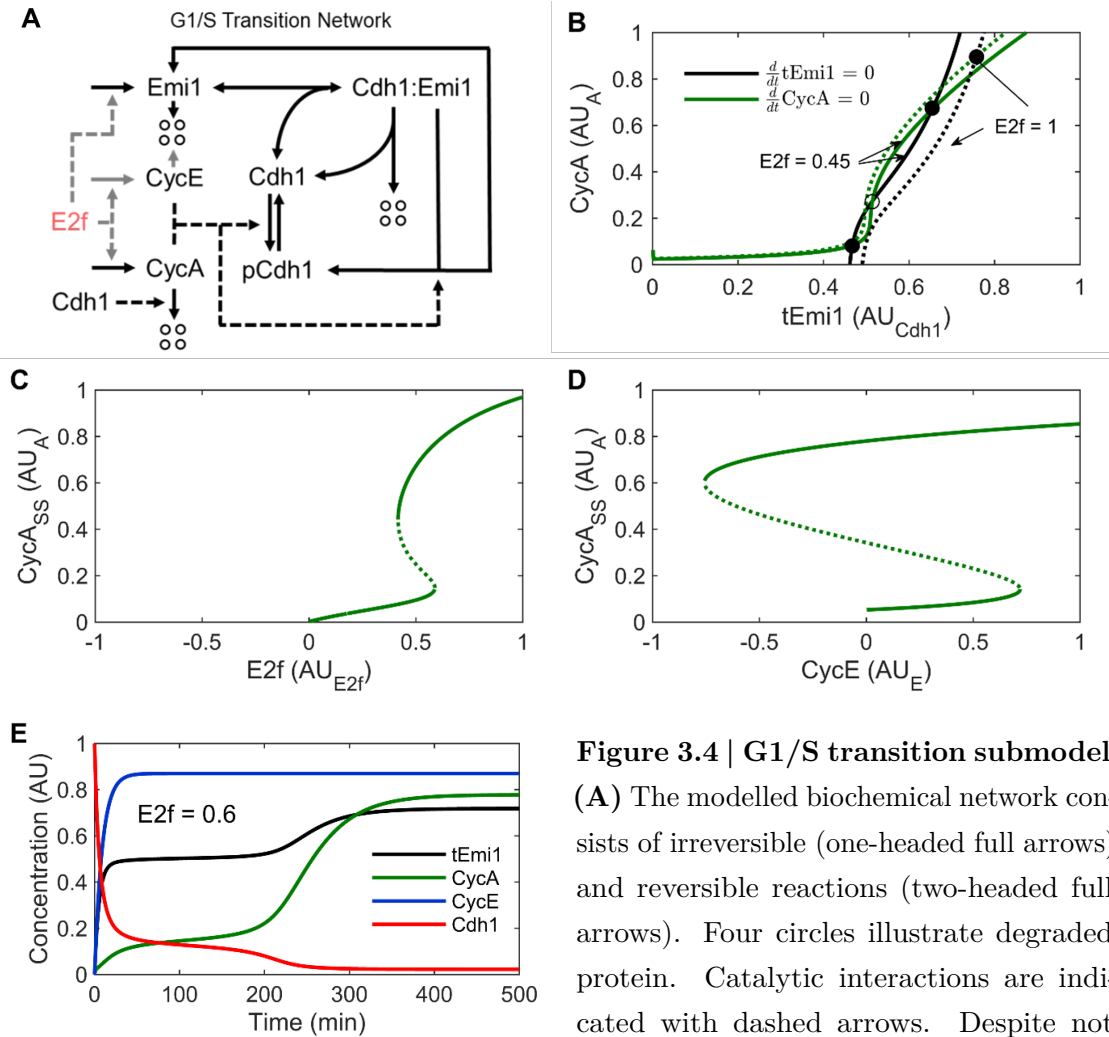 A
G1/S Transition Network
Emi1
Cdh1:Emi1
CycE
Cdh1
E2f
CycA
pCdh1
Cdh1
B
CycA (AU_A)
1
0.8
0.6
0.4
0.2
0
d/dt tEmi1 = 0
d/dt CycA = 0
E2f = 1
E2f = 0.45
0 0.2 0.4 0.6 0.8 1
tEmi1 (AU_Cdh1)
C
CycA_SS (AU_A)
1
0.8
0.6
0.4
0.2
0
-1 -0.5 0 0.5 1
E2f (AU_E2f)
D
CycA_SS (AU_A)
1
0.8
0.6
0.4
0.2
0
-1 -0.5 0 0.5 1
CycE (AU_E)
E
Concentration (AU)
1
0.8
0.6
0.4
0.2
0
E2f = 0.6
tEmi1
CycA
CycE
Cdh1
0 100 200 300 400 500
Time (min)
Figure 3.4 | G1/S transition submodel
(A) The modelled biochemical network con-
sists of irreversible (one-headed full arrows)
and reversible reactions (two-headed full
arrows). Four circles illustrate degraded
protein. Catalytic interactions are indi-
cated with dashed arrows. Despite not